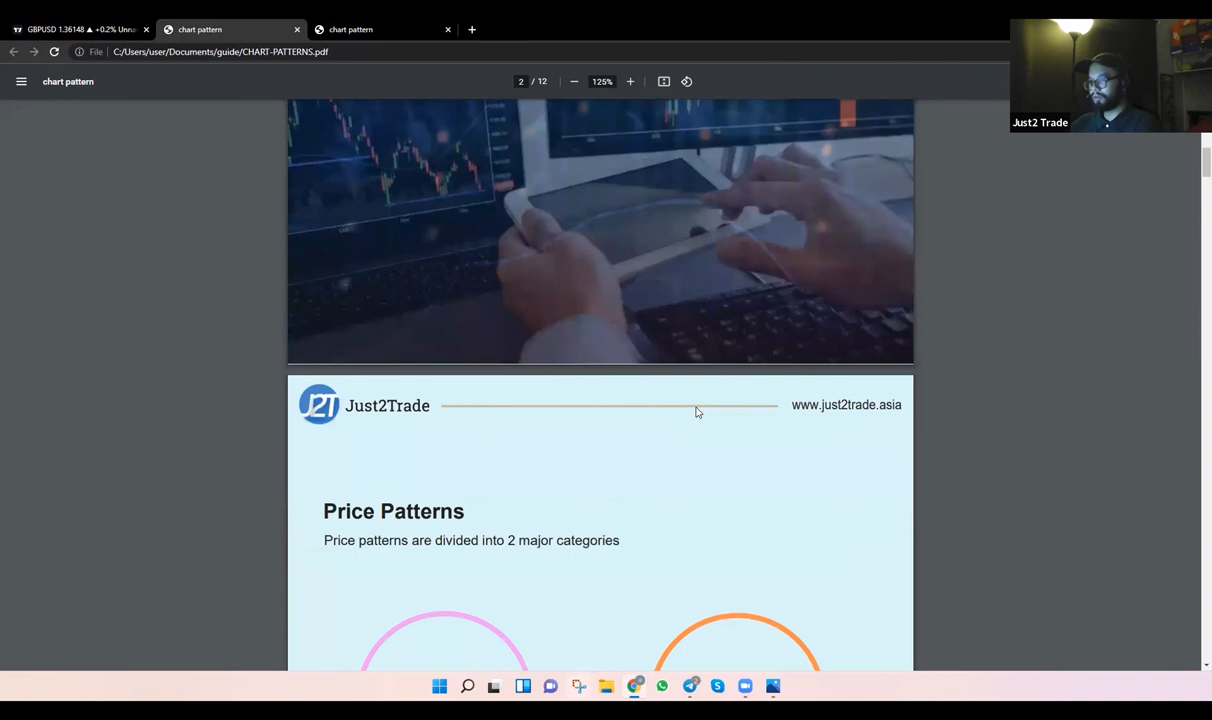 GBPUSD 1.36148 ▲ +0.2% Unna
chart pattern
chart pattern
File
C:/Users/user/Documents/guide/CHART-PATTERNS.pdf
chart pattern
2 / 12
125%
Just2 Trade
J2T
Just2Trade
www.just2trade.asia
Price Patterns
Price patterns are divided into 2 major categories